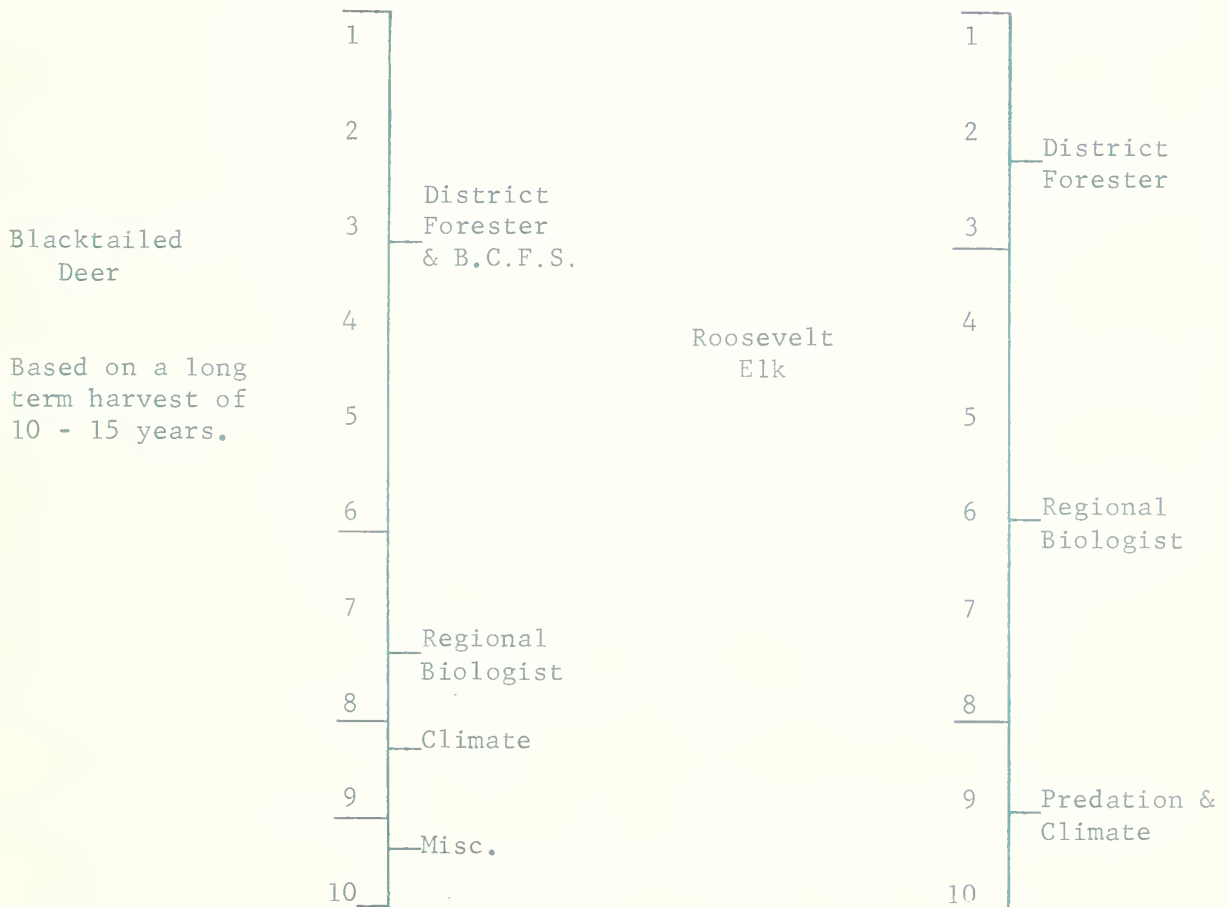 Blacktailed
Deer
Based on a long
term harvest of
10 - 15 years.
1
2
3
4
5
6
7
8
9
10
District
Forester
& B.C.F.S.
Regional
Biologist
Climate
Misc.
Roosevelt
Elk
1
2
3
4
5
6
7
8
9
10
District
Forester
Regional
Biologist
Predation &
Climate